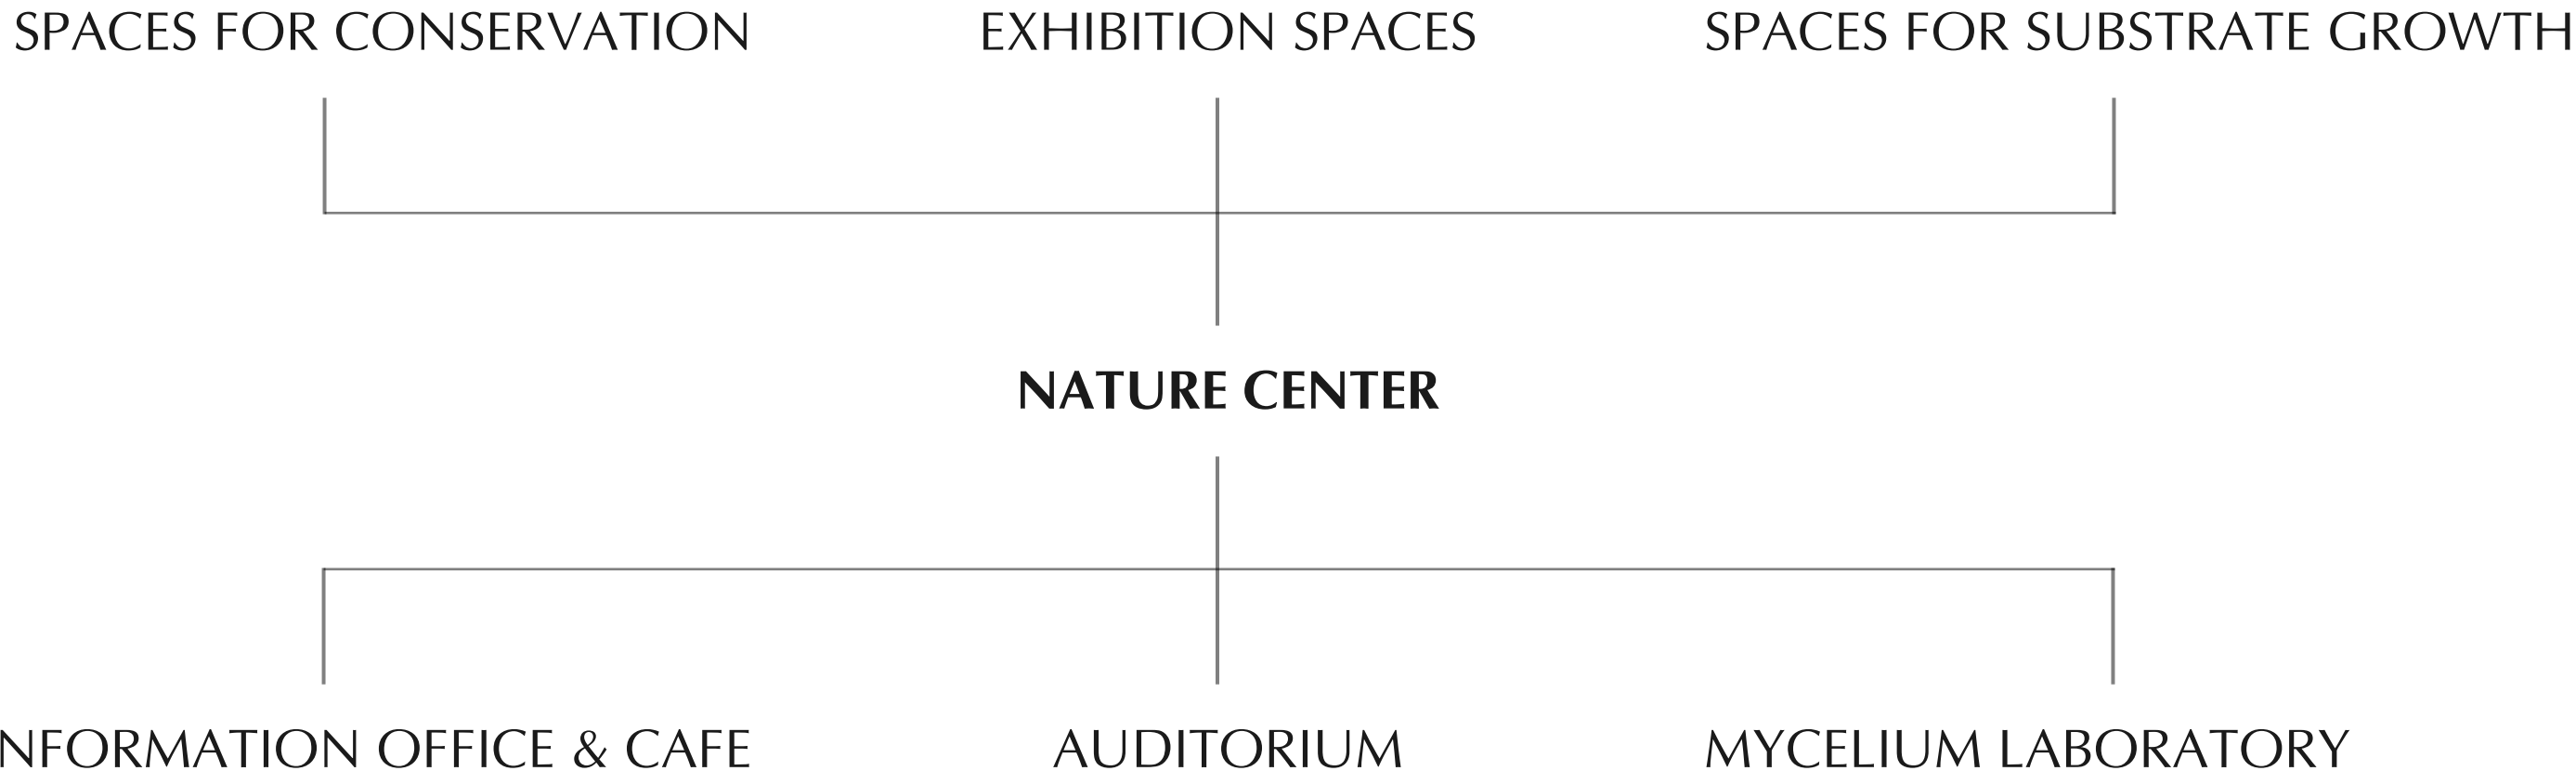 SPACES FOR CONSERVATION
EXHIBITION SPACES
SPACES FOR SUBSTRATE GROWTH
NATURE CENTER
NFORMATION OFFICE & CAFE
AUDITORIUM
MYCELIUM LABORATORY